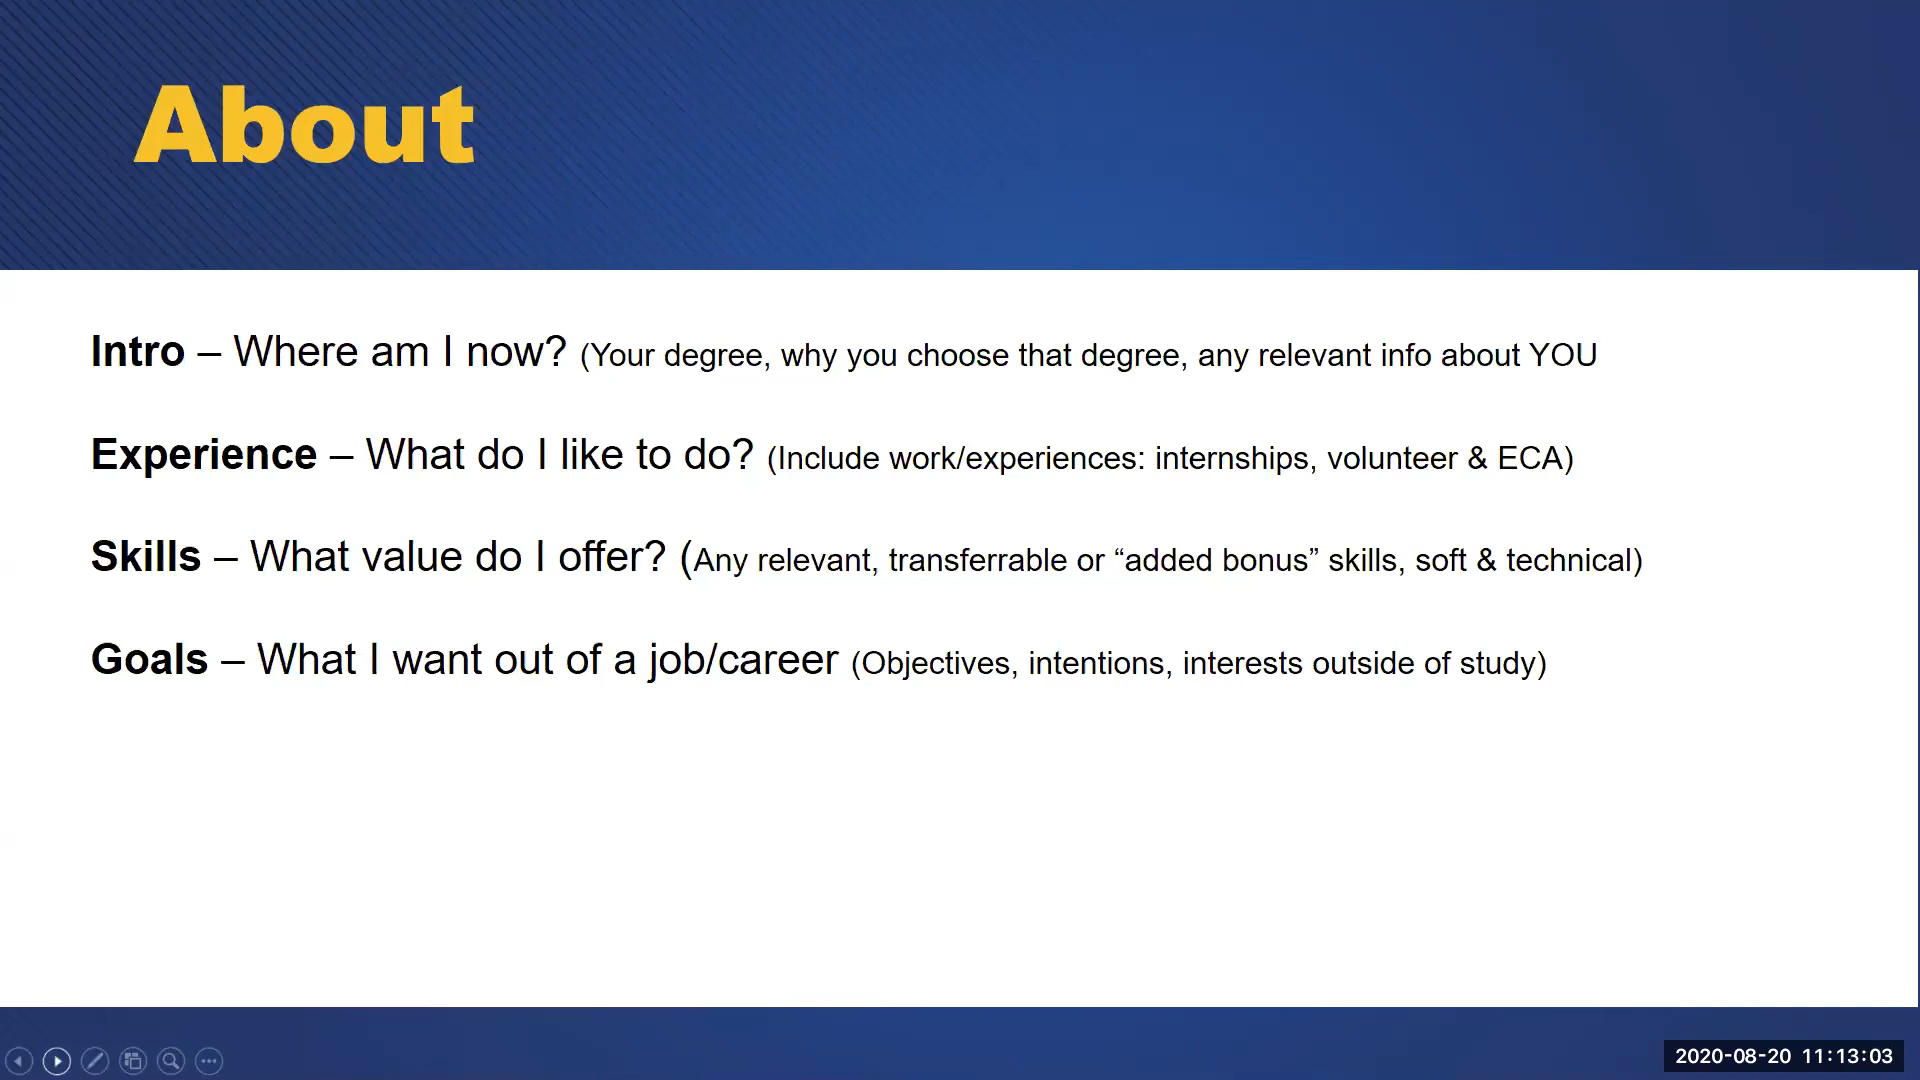 About
Intro – Where am I now? (Your degree, why you choose that degree, any relevant info about YOU
Experience – What do I like to do? (Include work/experiences: internships, volunteer & ECA)
Skills – What value do I offer? (Any relevant, transferrable or “added bonus” skills, soft & technical)
Goals – What I want out of a job/career (Objectives, intentions, interests outside of study)
2020-08-20 11:13:03